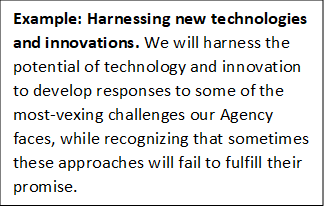 Example: Harnessing new technologies
and innovations. We will harness the
potential of technology and innovation
to develop responses to some of the
most-vexing challenges our Agency
faces, while recognizing that sometimes
these approaches will fail to fulfill their
promise.